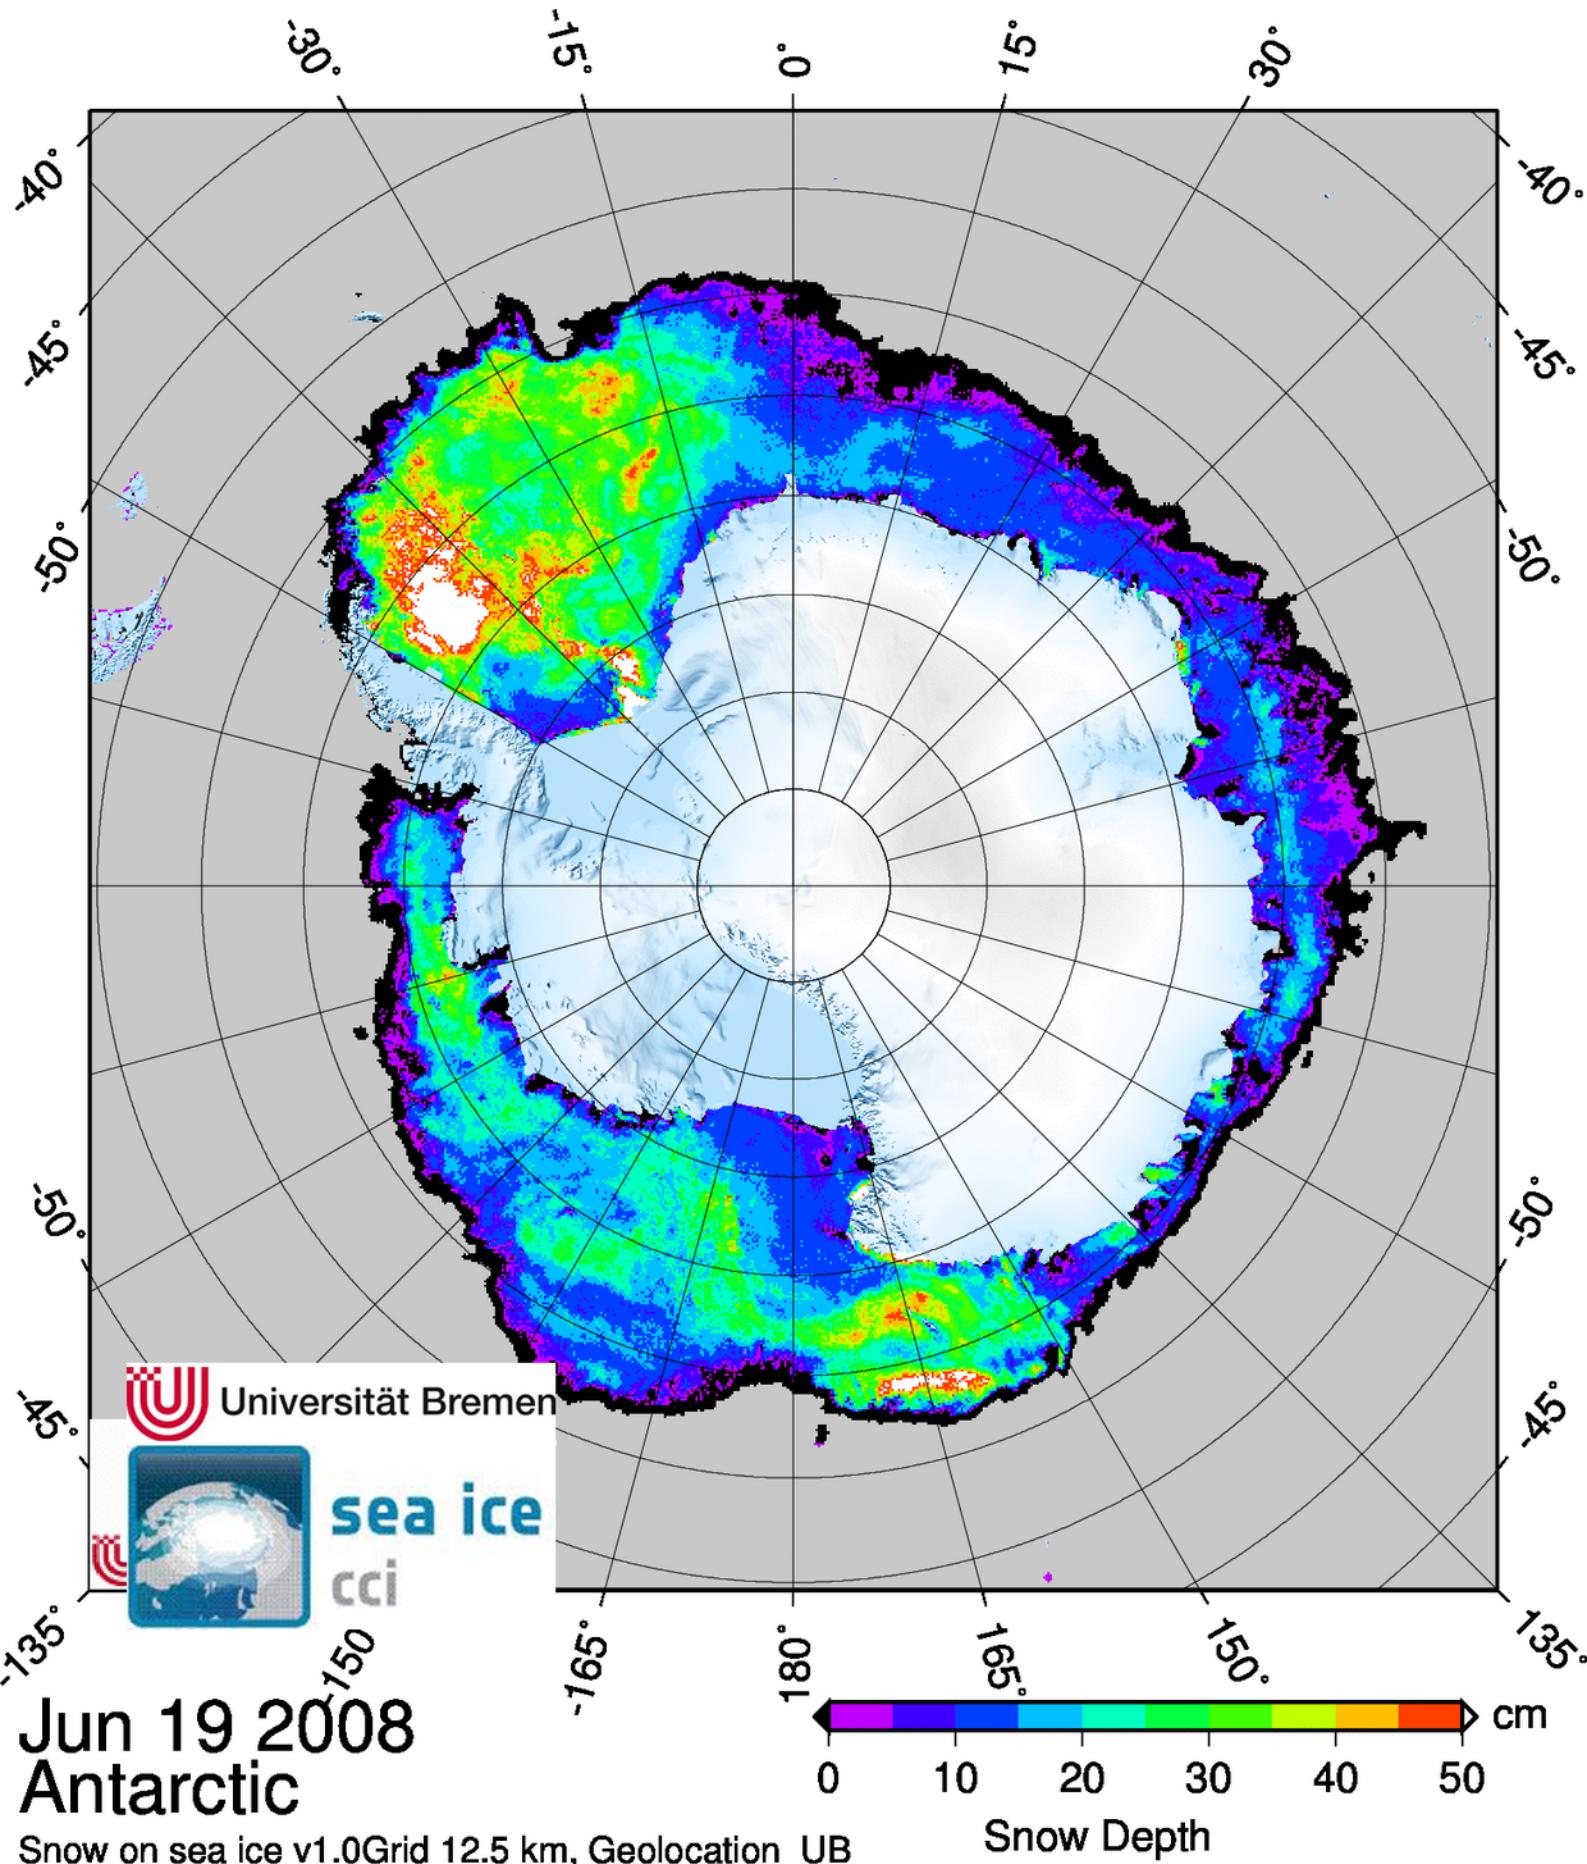 -30°
-15°
0°
15°
30°
-40°
-40°
-45°
-45°
-50°
-50°
-50°
-50°
-45°
-45°
Universität Bremen
sea ice
cci
-135°
-150
-165°
180°
165°
150°
135°
Jun 19 2008
Antarctic
Snow on sea ice v1.0Grid 12.5 km, Geolocation UB
cm
0 10 20 30 40 50
Snow Depth